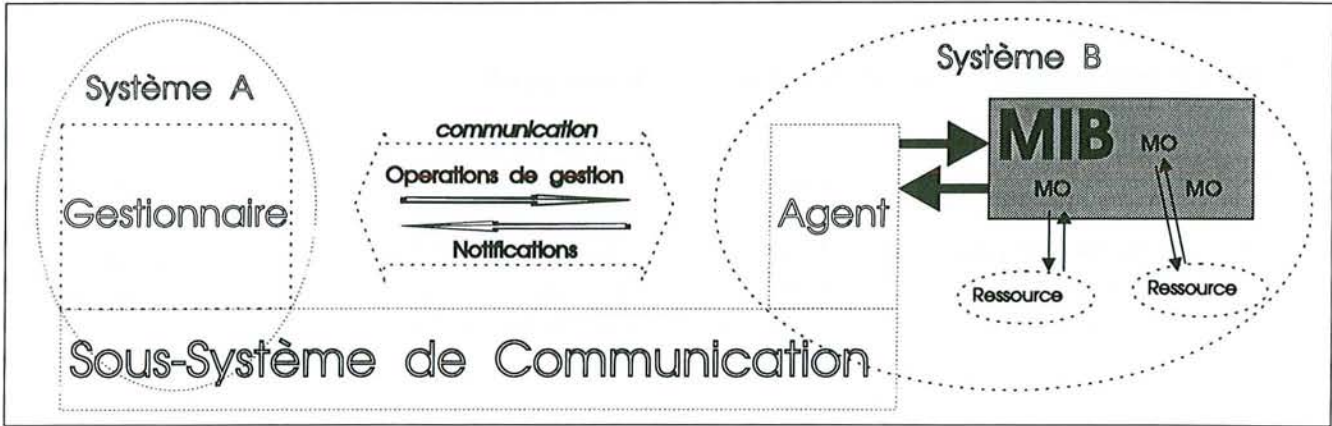 Système A
Système B
communication
MIB
MO
Operations de gestion
Gestionnaire
Agent
MO
MO
Notifications
Ressource
Ressource
Sous-Système de Communication